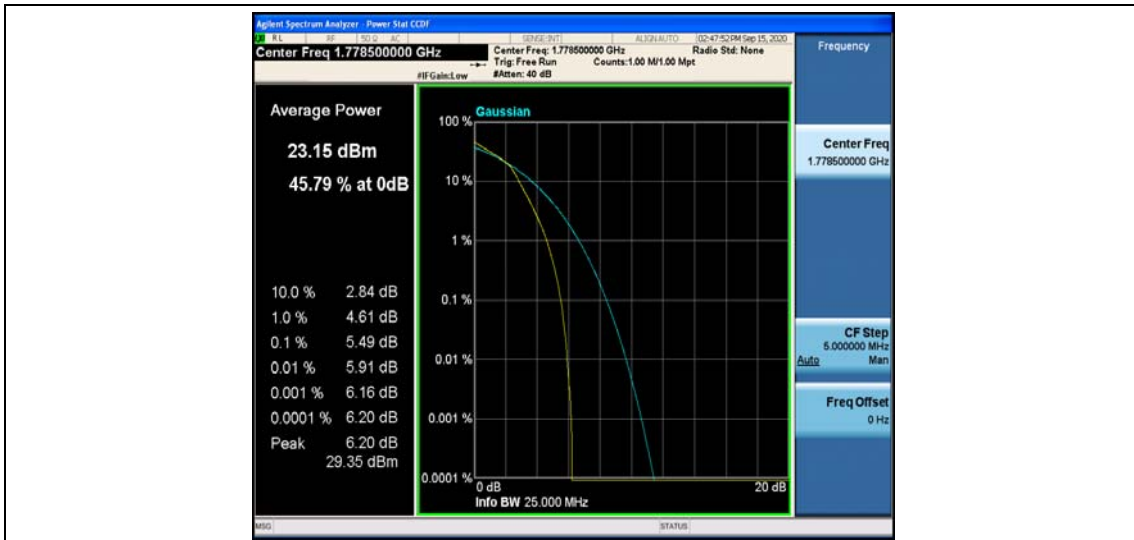 Agilent Spectrum Analyzer - Power Stat CCDF
RL RF 50 Ω AC SENSE:INT ALIGN AUTO 02:47:52 PM Sep 15, 2020
Center Freq 1.778500000 GHz
Center Freq: 1.778500000 GHz Radio Std: None
Trig: Free Run Counts:1.00 M/1.00 Mpt
#IFGain:Low #Atten: 40 dB
Frequency
Average Power
23.15 dBm
45.79 % at 0dB
10.0 % 2.84 dB
1.0 % 4.61 dB
0.1 % 5.49 dB
0.01 % 5.91 dB
0.001 % 6.16 dB
0.0001 % 6.20 dB
Peak 6.20 dB
29.35 dBm
Gaussian
100 %
10 %
1 %
0.1 %
0.01 %
0.001 %
0.0001 %
0 dB 20 dB
Info BW 25.000 MHz
Center Freq
1.778500000 GHz
CF Step
5.000000 MHz
Auto Man
Freq Offset
0 Hz
MSG STATUS